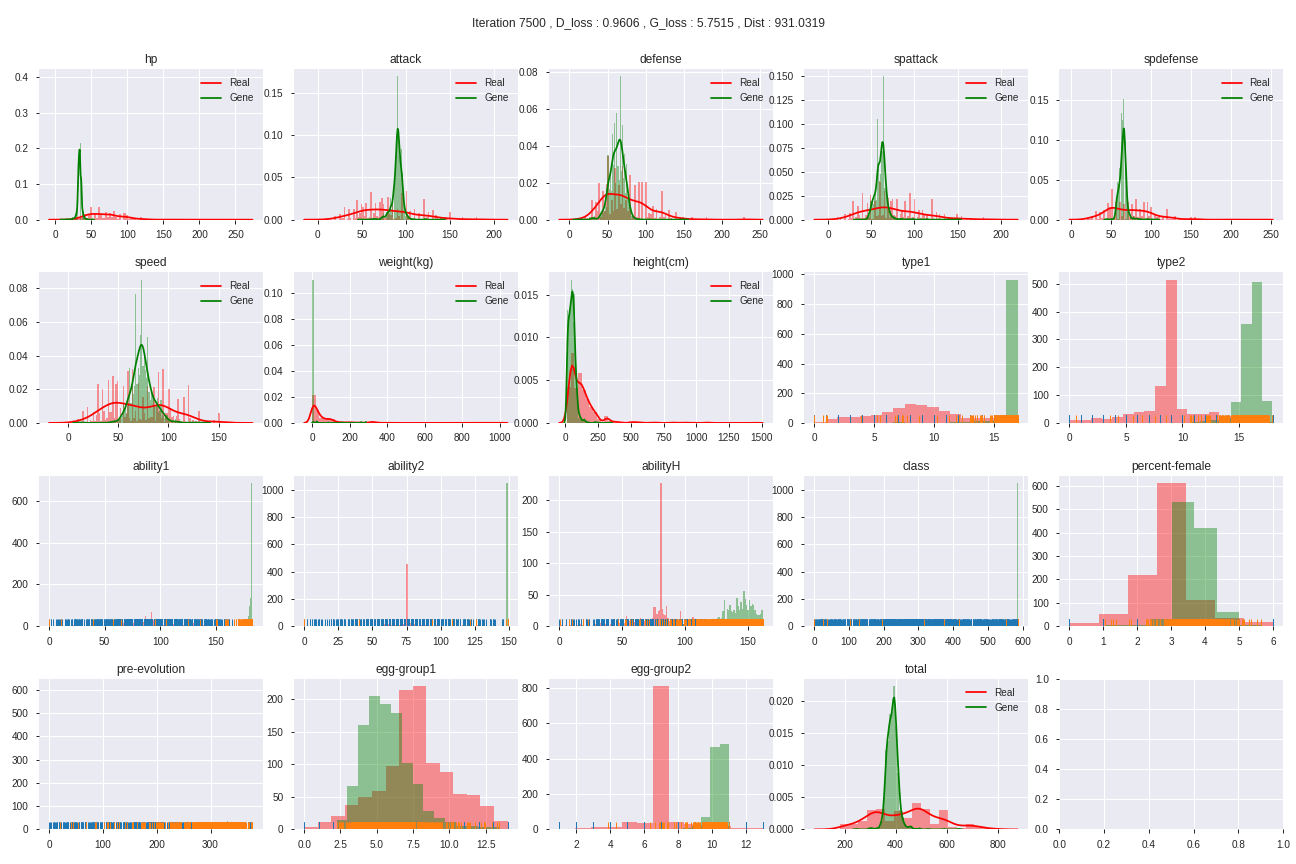 Iteration 7500 , D_loss : 0.9606 , G_loss : 5.7515 , Dist : 931.0319
hp attack defense spattack spdefense
Real Real Real Real Real
Gene Gene Gene Gene Gene
0.4 0.3 0.2 0.1 0.0
0 50 100 150 200 250
0.15 0.10 0.05 0.00
0 50 100 150 200
0.08 0.06 0.04 0.02 0.00
0 50 100 150 200 250
0.150 0.125 0.100 0.075 0.050 0.025 0.000
0 50 100 150 200
0.15 0.10 0.05 0.00
0 50 100 150 200 250
speed weight(kg) height(cm) type1 type2
Real Real Real
Gene Gene Gene
0.08 0.06 0.04 0.02 0.00
0 50 100 150
0.10 0.08 0.06 0.04 0.02 0.00
0 200 400 600 800 1000
0.015 0.010 0.005 0.000
0 250 500 750 1000 1250 1500
1000 800 600 400 200 0
0 5 10 15
500 400 300 200 100 0
0 5 10 15
ability1 ability2 abilityH class percent-female
600 400 200 0
0 50 100 150
1000 800 600 400 200 0
0 25 50 75 100 125 150
200 150 100 50 0
0 50 100 150
1000 800 600 400 200 0
0 100 200 300 400 500 600
600 500 400 300 200 100 0
0 1 2 3 4 5 6
pre-evolution egg-group1 egg-group2 total
Real
Gene
600 500 400 300 200 100 0
0 100 200 300
200 150 100 50 0
0.0 2.5 5.0 7.5 10.0 12.5
800 600 400 200 0
2 4 6 8 10 12
0.020 0.015 0.010 0.005 0.000
200 400 600 800
1.0 0.8 0.6 0.4 0.2 0.0
0.0 0.2 0.4 0.6 0.8 1.0